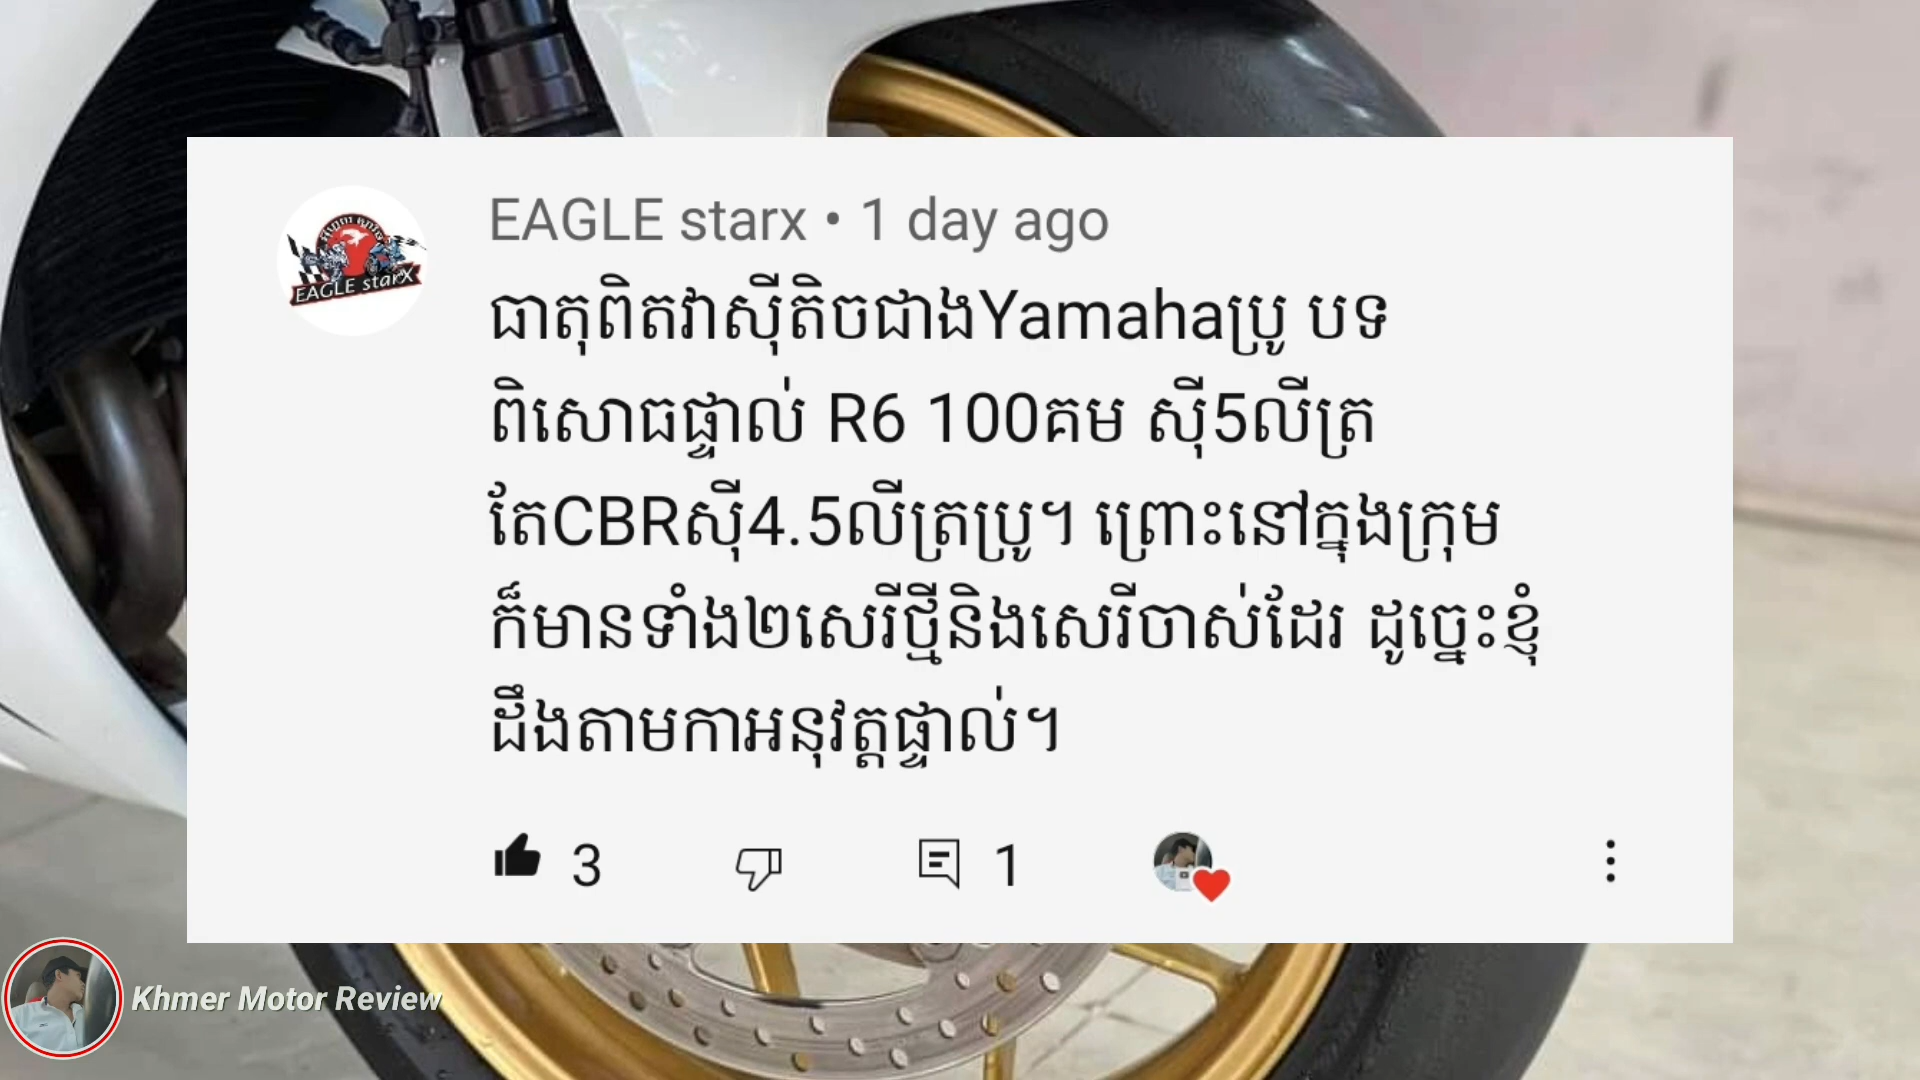 EAGLE starx • 1 day ago
EAGLE starX
ធាតុពិតវាស៊ីតិចជាងYamahaប្រូ បទ
ពិសោធផ្ទាល់ R6 100គម ស៊ី5លីត្រ
តែCBRស៊ី4.5លីត្រប្រូ។ ព្រោះនៅក្នុងក្រុម
ក៏មានទាំង២សេរីថ្មីនិងសេរីចាស់ដែរ ដូច្នេះខ្ញុំ
ដឹងតាមកាអនុវត្តផ្ទាល់។
3 1
Khmer Motor Review